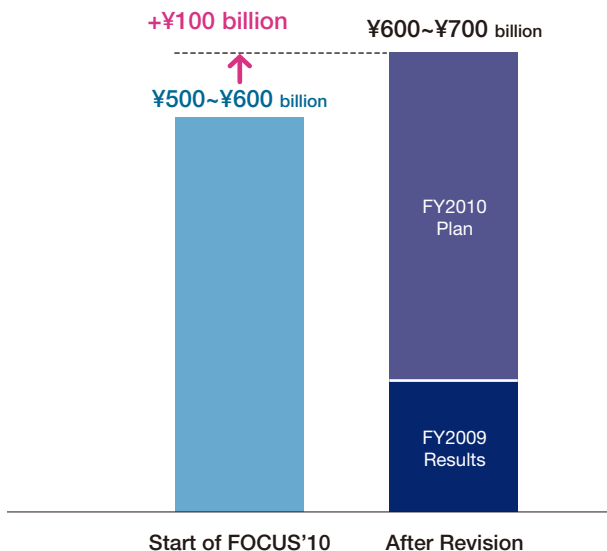 +¥100 billion
¥600~¥700 billion
¥500~¥600 billion
FY2010
Plan
FY2009
Results
Start of FOCUS'10
After Revision